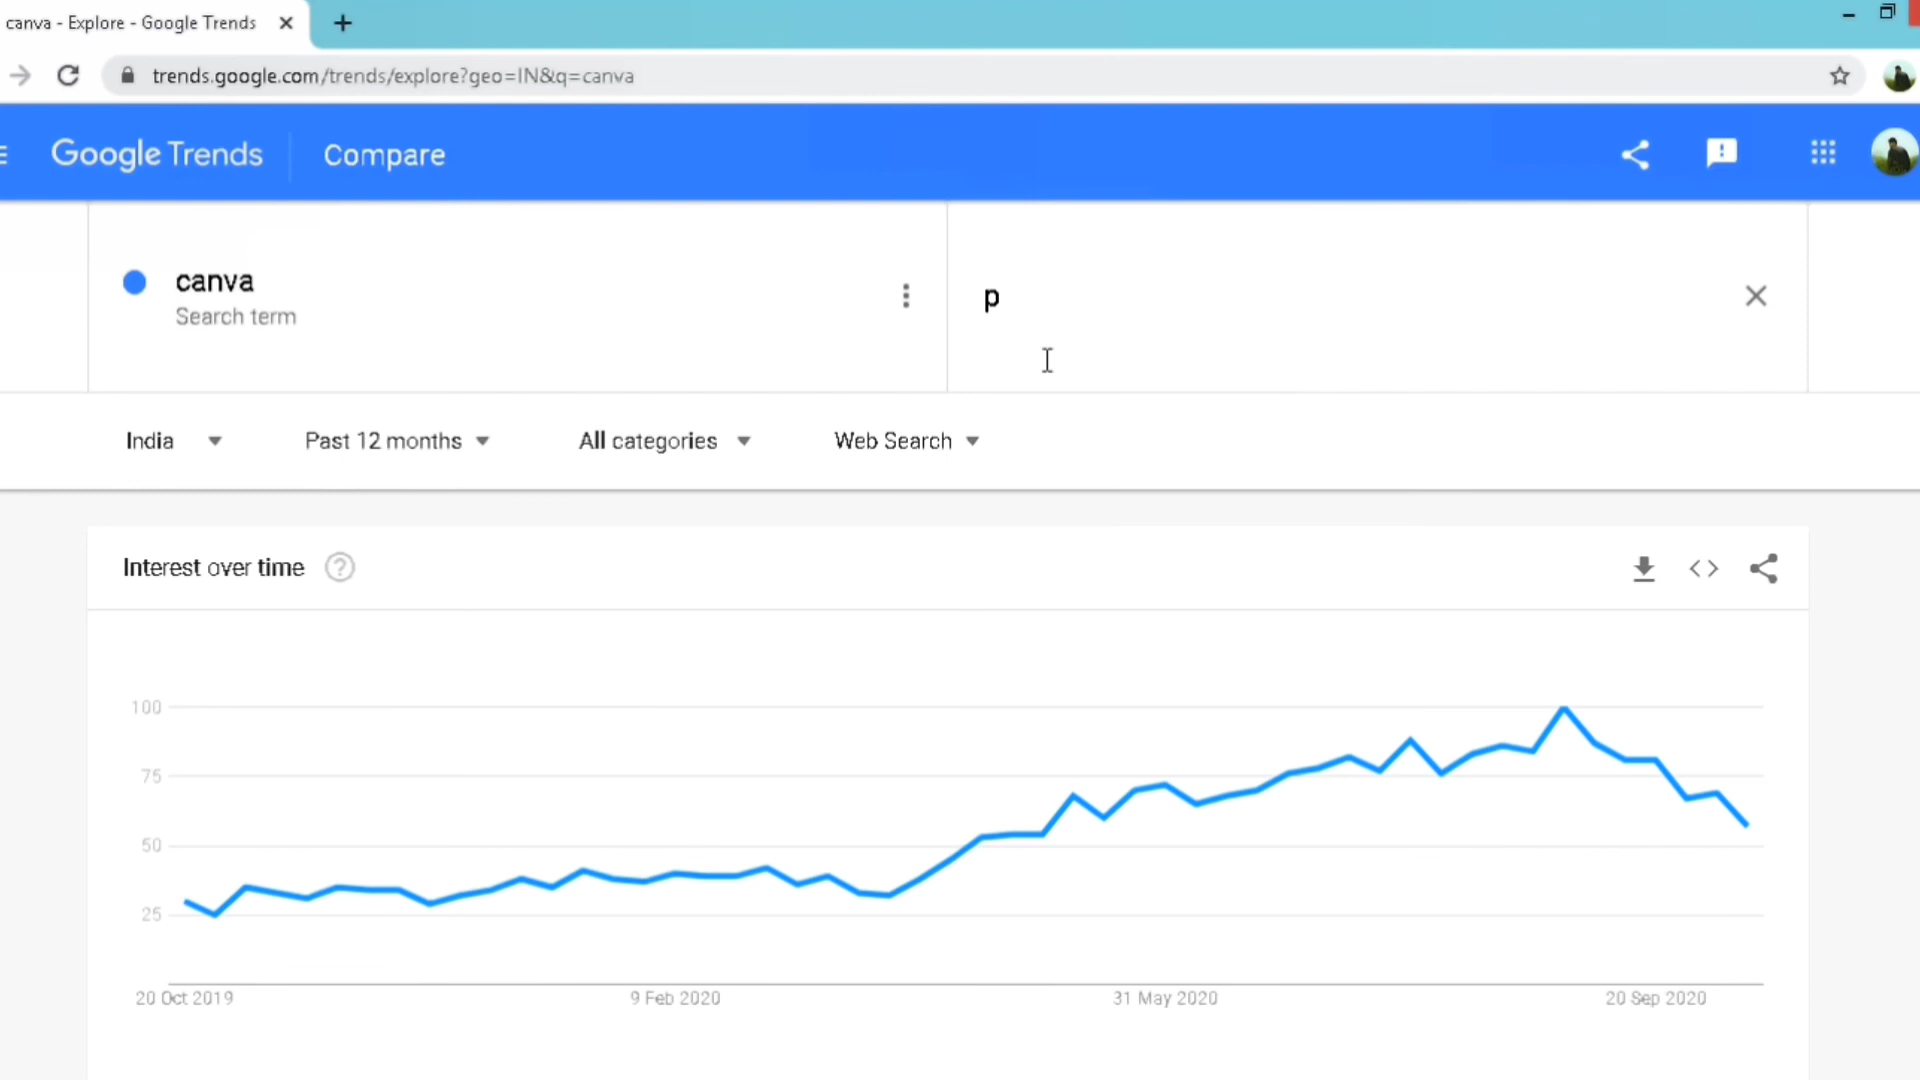 canva - Explore - Google Trends
trends.google.com/trends/explore?geo=IN&q=canva
Google Trends
Compare
canva
Search term
p
India
Past 12 months
All categories
Web Search
Interest over time
100
75
50
25
20 Oct 2019
9 Feb 2020
31 May 2020
20 Sep 2020